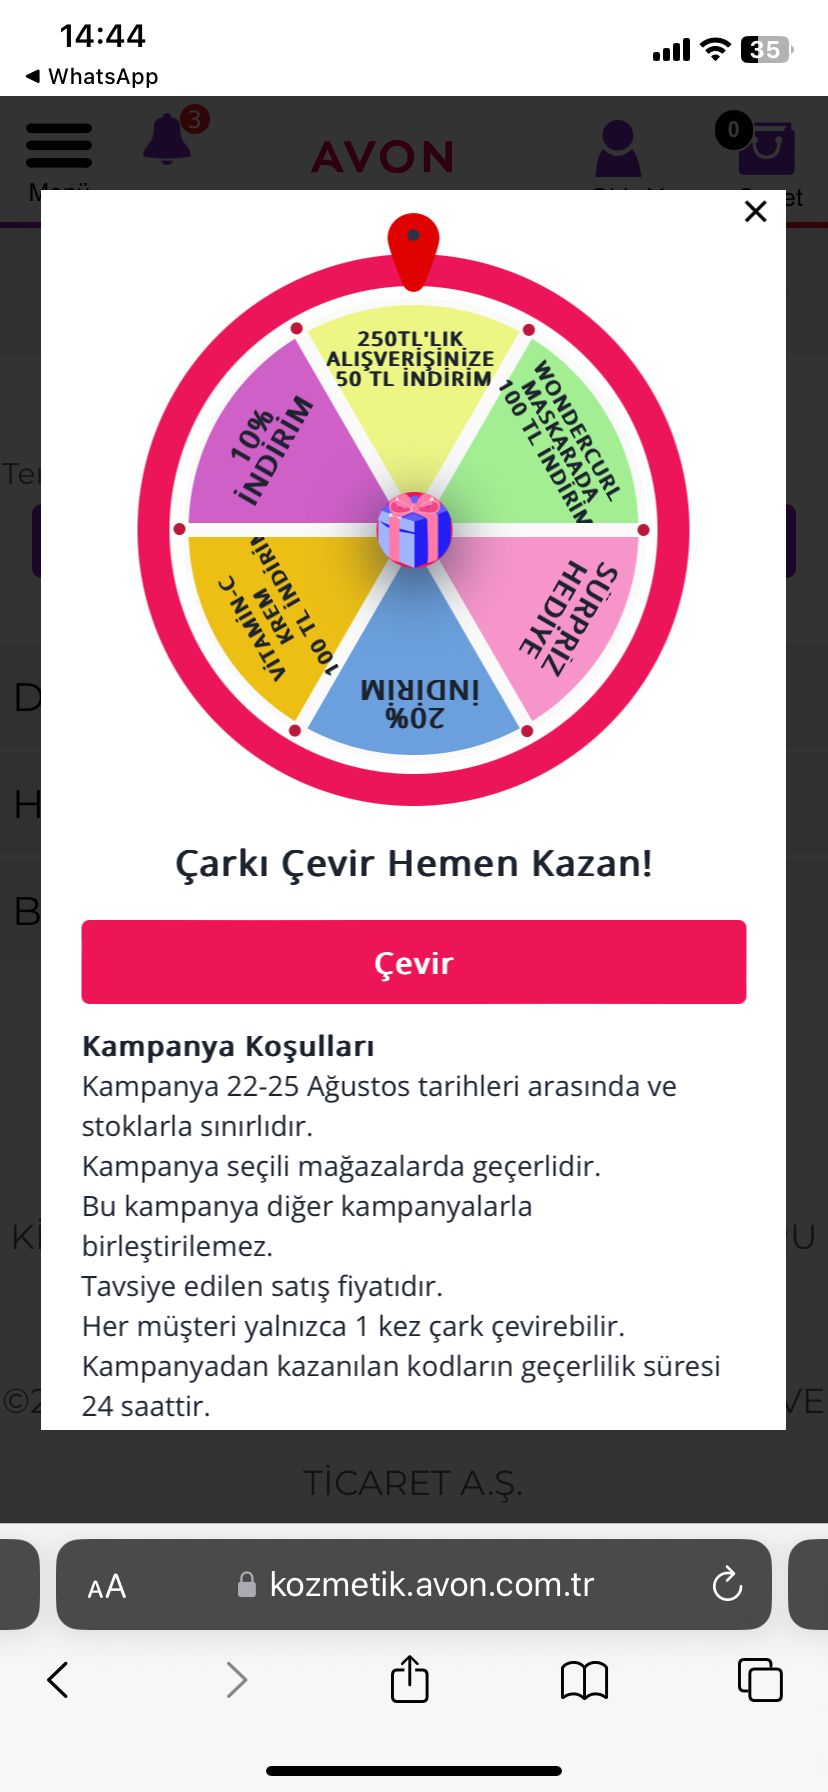 14:44
35
◀ WhatsApp
3
AVON
0
250TL'LIK
ALIŞVERİŞİNİZE
50 TL İNDİRİM
WONDERCURL
MASKARADA
100 TL İNDİRİM
SÜRPRİZ
HEDİYE
20%
İNDİRİM
VİTAMİN-C
KREM
100 TL İNDİRİM
10%
İNDİRİM
Çarkı Çevir Hemen Kazan!
Çevir
Kampanya Koşulları
Kampanya 22-25 Ağustos tarihleri arasında ve
stoklarla sınırlıdır.
Kampanya seçili mağazalarda geçerlidir.
Bu kampanya diğer kampanyalarla
birleştirilemez.
Tavsiye edilen satış fiyatıdır.
Her müşteri yalnızca 1 kez çark çevirebilir.
Kampanyadan kazanılan kodların geçerlilik süresi
24 saattir.
TİCARET A.Ş.
AA kozmetik.avon.com.tr